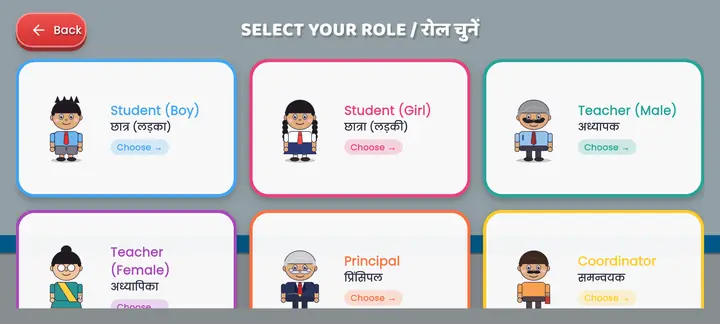 Back
SELECT YOUR ROLE / रोल चुनें
Student (Boy)
छात्र (लड़का)
Choose →
Student (Girl)
छात्रा (लड़की)
Choose →
Teacher (Male)
अध्यापक
Choose →
Teacher
(Female)
अध्यापिका
Choose →
Principal
प्रिंसिपल
Choose →
Coordinator
समन्वयक
Choose →